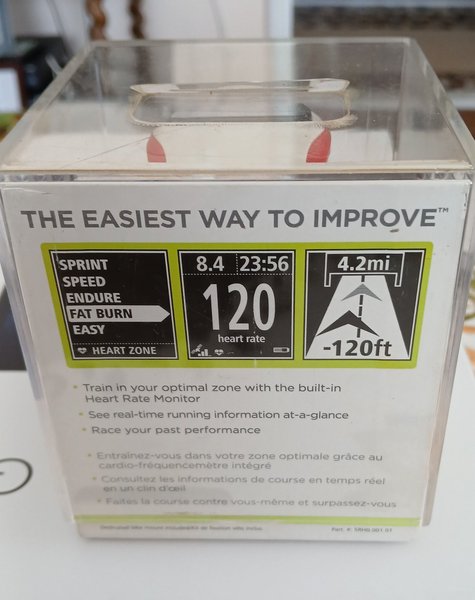 THE EASIEST WAY TO IMPROVE™
SPRINT
SPEED
ENDURE
FAT BURN
EASY
HEART ZONE
8.4 23:56
120
heart rate
4.2mi
-120ft
• Train in your optimal zone with the built-in
Heart Rate Monitor
• See real-time running information at-a-glance
• Race your past performance
• Entraînez-vous dans votre zone optimale grâce au
cardio-fréquencemètre intégré
• Consultez les informations de course en temps réel
en un clin d'œil
• Faites la course contre vous-même et surpassez-vous
Part. #: